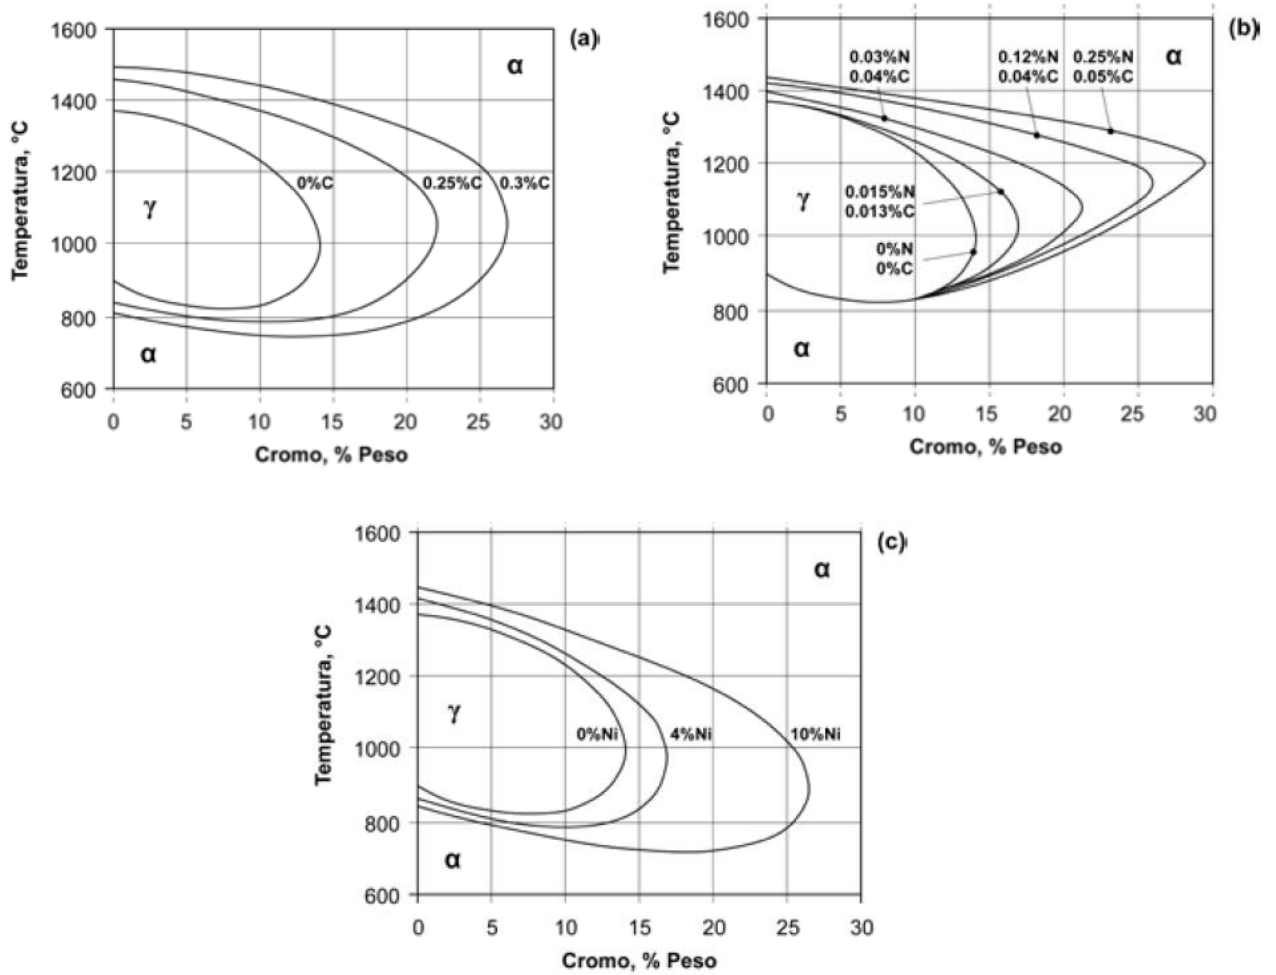 (a)
1600
1400
1200
1000
800
600
Temperatura, °C
α
γ
0%C
0.25%C
0.3%C
α
0 5 10 15 20 25 30
Cromo, % Peso
(b)
1600
1400
1200
1000
800
600
Temperatura, °C
α
0.03%N
0.04%C
0.12%N
0.04%C
0.25%N
0.05%C
γ
0.015%N
0.013%C
0%N
0%C
α
0 5 10 15 20 25 30
Cromo, % Peso
(c)
1600
1400
1200
1000
800
600
Temperatura, °C
α
γ
0%Ni
4%Ni
10%Ni
α
0 5 10 15 20 25 30
Cromo, % Peso